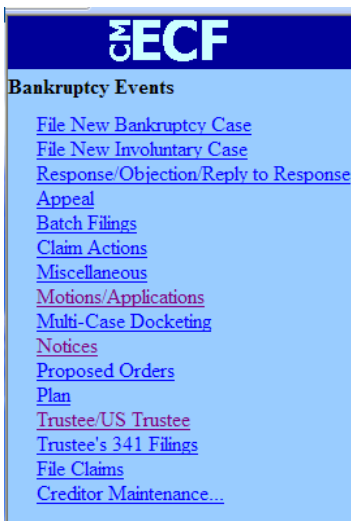 CM ECF
Bankruptcy Events
File New Bankruptcy Case
File New Involuntary Case
Response/Objection/Reply to Response
Appeal
Batch Filings
Claim Actions
Miscellaneous
Motions/Applications
Multi-Case Docketing
Notices
Proposed Orders
Plan
Trustee/US Trustee
Trustee's 341 Filings
File Claims
Creditor Maintenance...